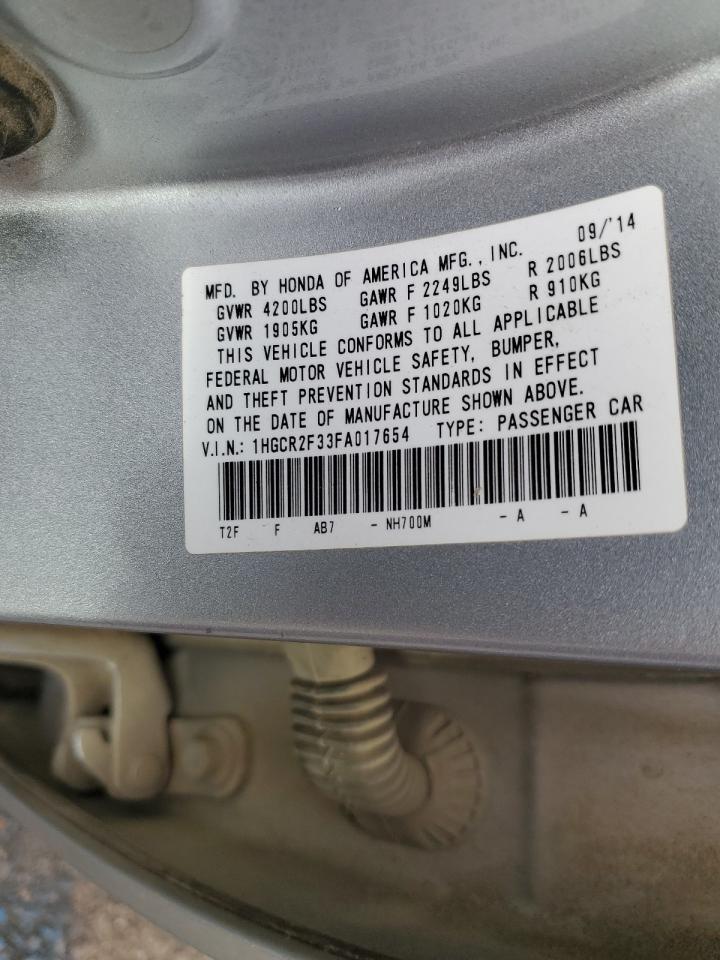 MFD. BY HONDA OF AMERICA MFG., INC. 09/'14
GVWR 4200LBS GAWR F 2249LBS R 2006LBS
GVWR 1905KG GAWR F 1020KG R 910KG
THIS VEHICLE CONFORMS TO ALL APPLICABLE
FEDERAL MOTOR VEHICLE SAFETY, BUMPER,
AND THEFT PREVENTION STANDARDS IN EFFECT
ON THE DATE OF MANUFACTURE SHOWN ABOVE.
V.I.N.: 1HGCR2F33FA017654 TYPE: PASSENGER CAR
T2F F AB7 - NH700M - A - A